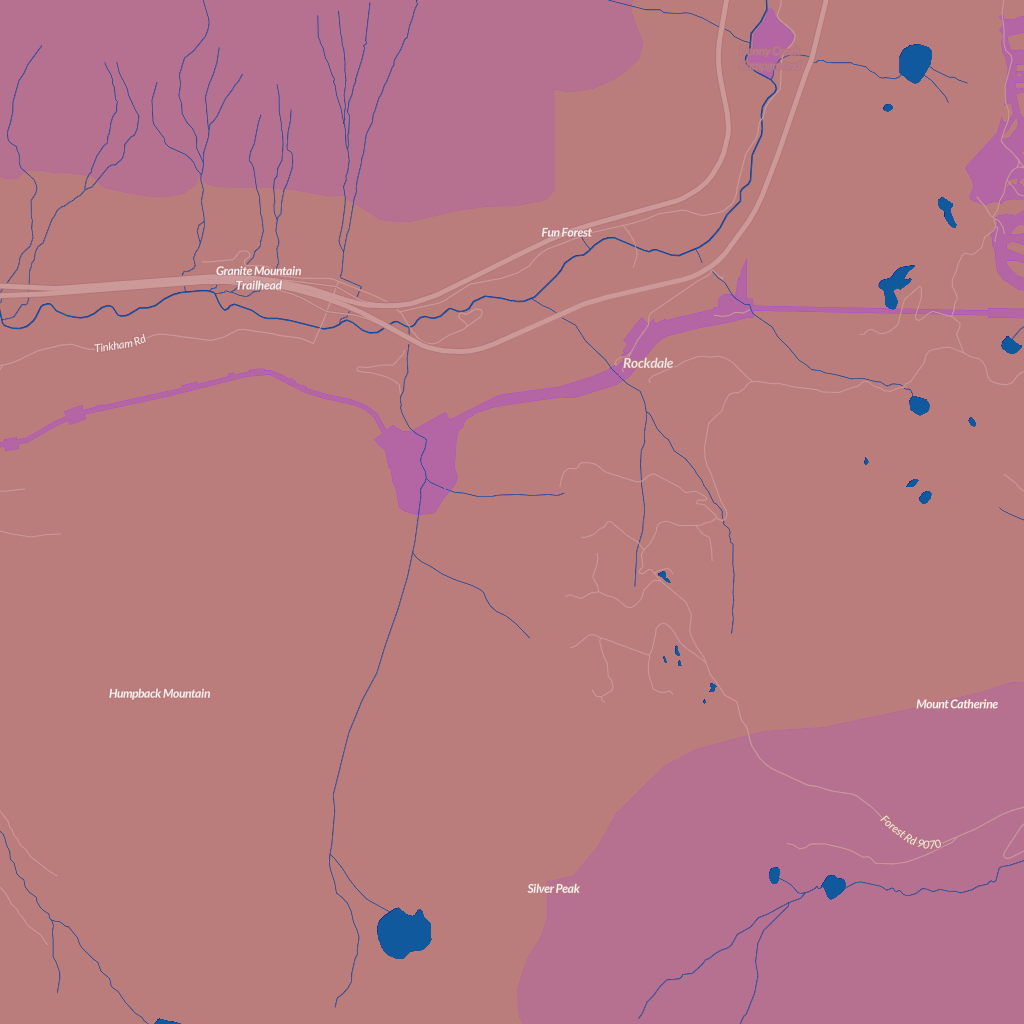 Fun Forest
Granite Mountain
Trailhead
Tinkham Rd
Rockdale
Humpback Mountain
Mount Catherine
Forest Rd 9070
Silver Peak